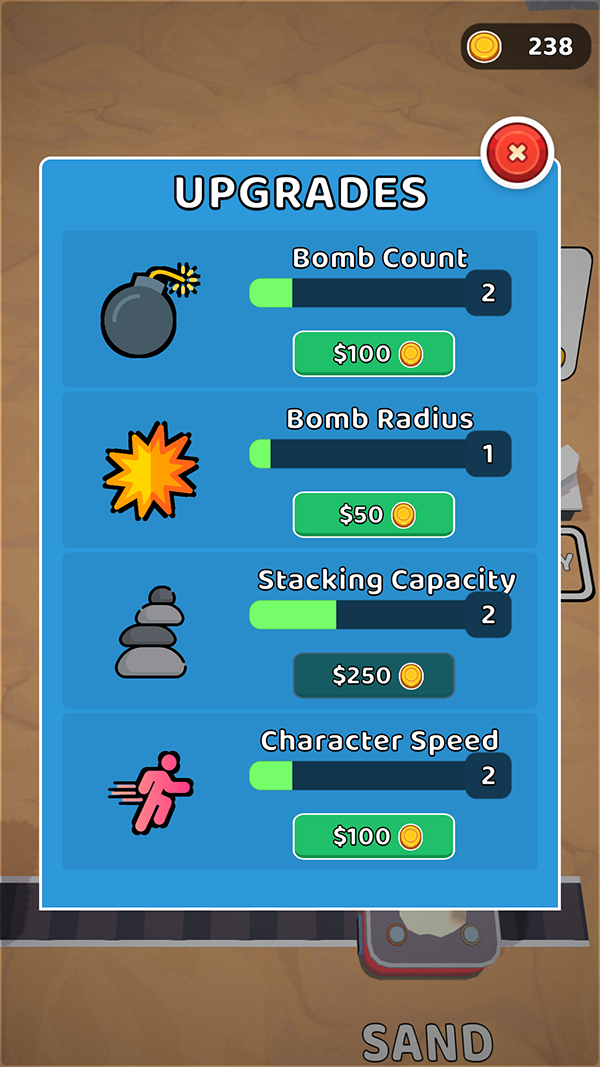 238
UPGRADES
Bomb Count
2
$100
Bomb Radius
1
$50
Stacking Capacity
2
$250
Character Speed
2
$100
SAND